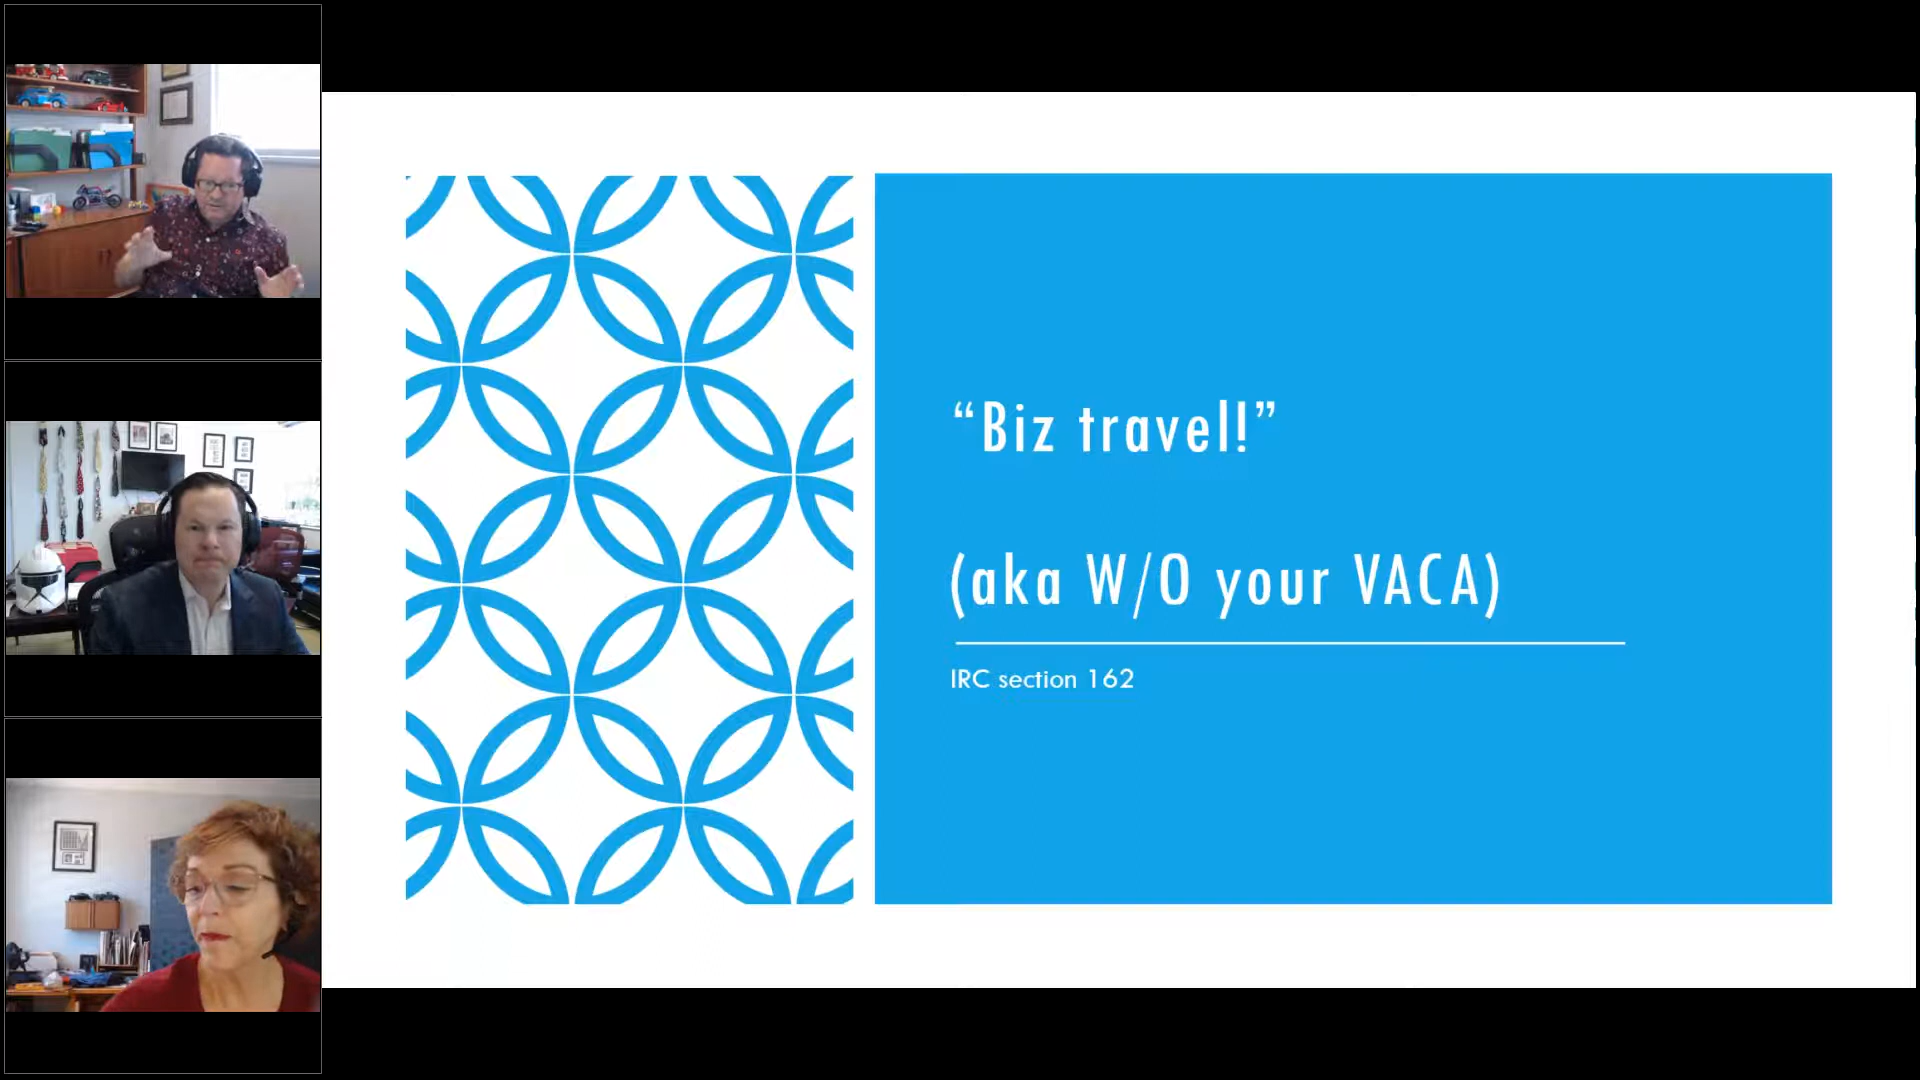 “Biz travel!”
(aka W/O your VACA)
IRC section 162